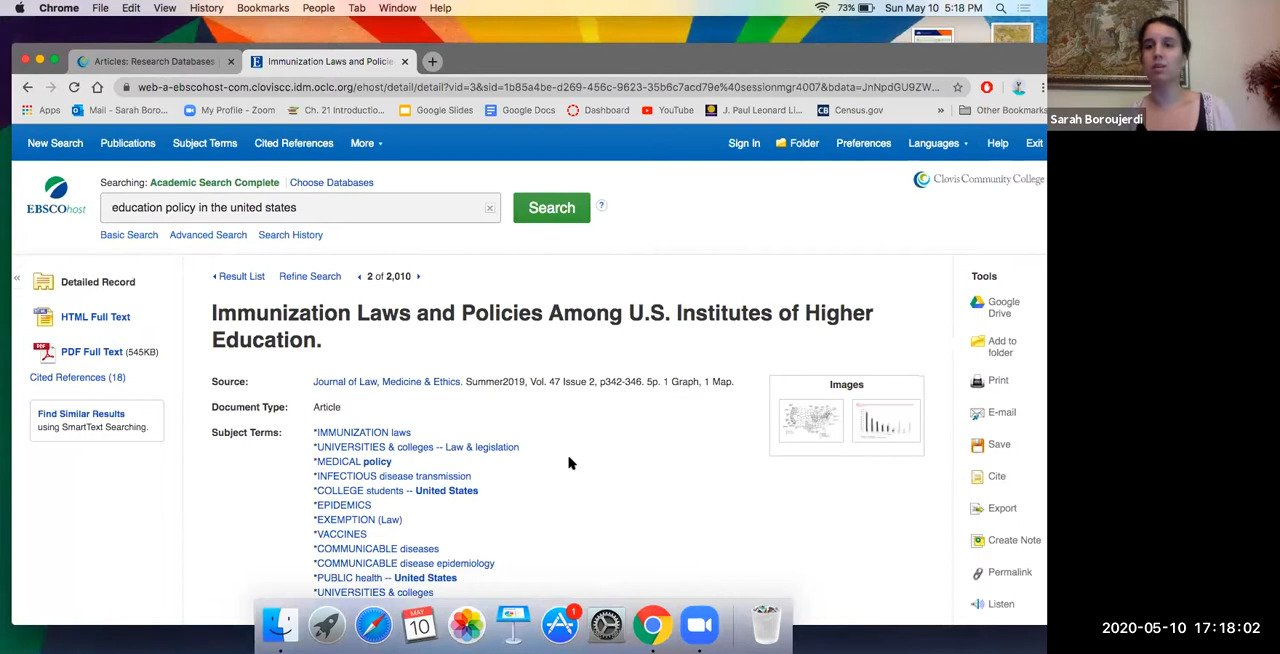 Chrome File Edit View History Bookmarks People Tab Window Help 73% Sun May 10 5:18 PM
Articles: Research Databases Immunization Laws and Policie
web-a-ebscohost-com.cloviscc.idm.oclc.org/ehost/detail/detail?vid=3&sid=1b85a4be-d269-456c-9623-35b6c7acd79e%40sessionmgr4007&bdata=JnNpdGU9ZW...
Apps Mail - Sarah Boro... My Profile - Zoom Ch. 21 Introductio... Google Slides Google Docs Dashboard YouTube J. Paul Leonard Li... Census.gov » Other Bookmarks
New Search Publications Subject Terms Cited References More Sign In Folder Preferences Languages Help Exit
Searching: Academic Search Complete Choose Databases
Clovis Community College
EBSCOhost
education policy in the united states
Search
?
Basic Search Advanced Search Search History
«
Detailed Record
HTML Full Text
PDF Full Text (545KB)
Cited References (18)
Find Similar Results
using SmartText Searching.
Result List Refine Search 2 of 2,010
Immunization Laws and Policies Among U.S. Institutes of Higher
Education.
Source: Journal of Law, Medicine & Ethics. Summer2019, Vol. 47 Issue 2, p342-346. 5p. 1 Graph, 1 Map.
Document Type: Article
Subject Terms: *IMMUNIZATION laws
*UNIVERSITIES & colleges -- Law & legislation
*MEDICAL policy
*INFECTIOUS disease transmission
*COLLEGE students -- United States
*EPIDEMICS
*EXEMPTION (Law)
*VACCINES
*COMMUNICABLE diseases
*COMMUNICABLE disease epidemiology
*PUBLIC health -- United States
*UNIVERSITIES & colleges
Images
Tools
Google
Drive
Add to
folder
Print
E-mail
Save
Cite
Export
Create Note
Permalink
Listen
MAY
10
1
Sarah Boroujerdi
2020-05-10 17:18:02